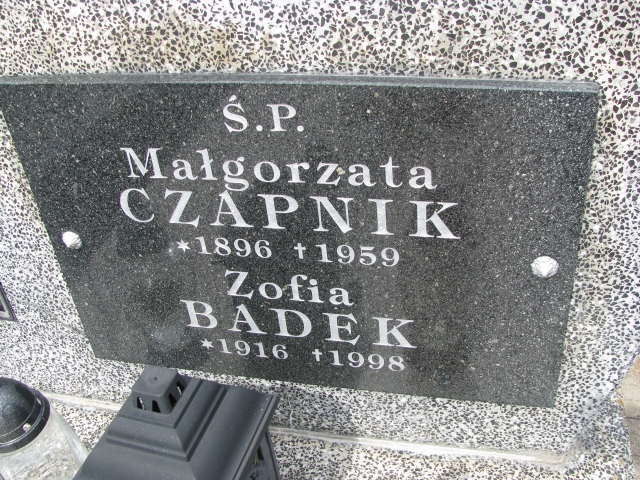 Ś.P.
Małgorzata
CZAPNIK
*1896 †1959
Zofia
BADEK
*1916 †1998